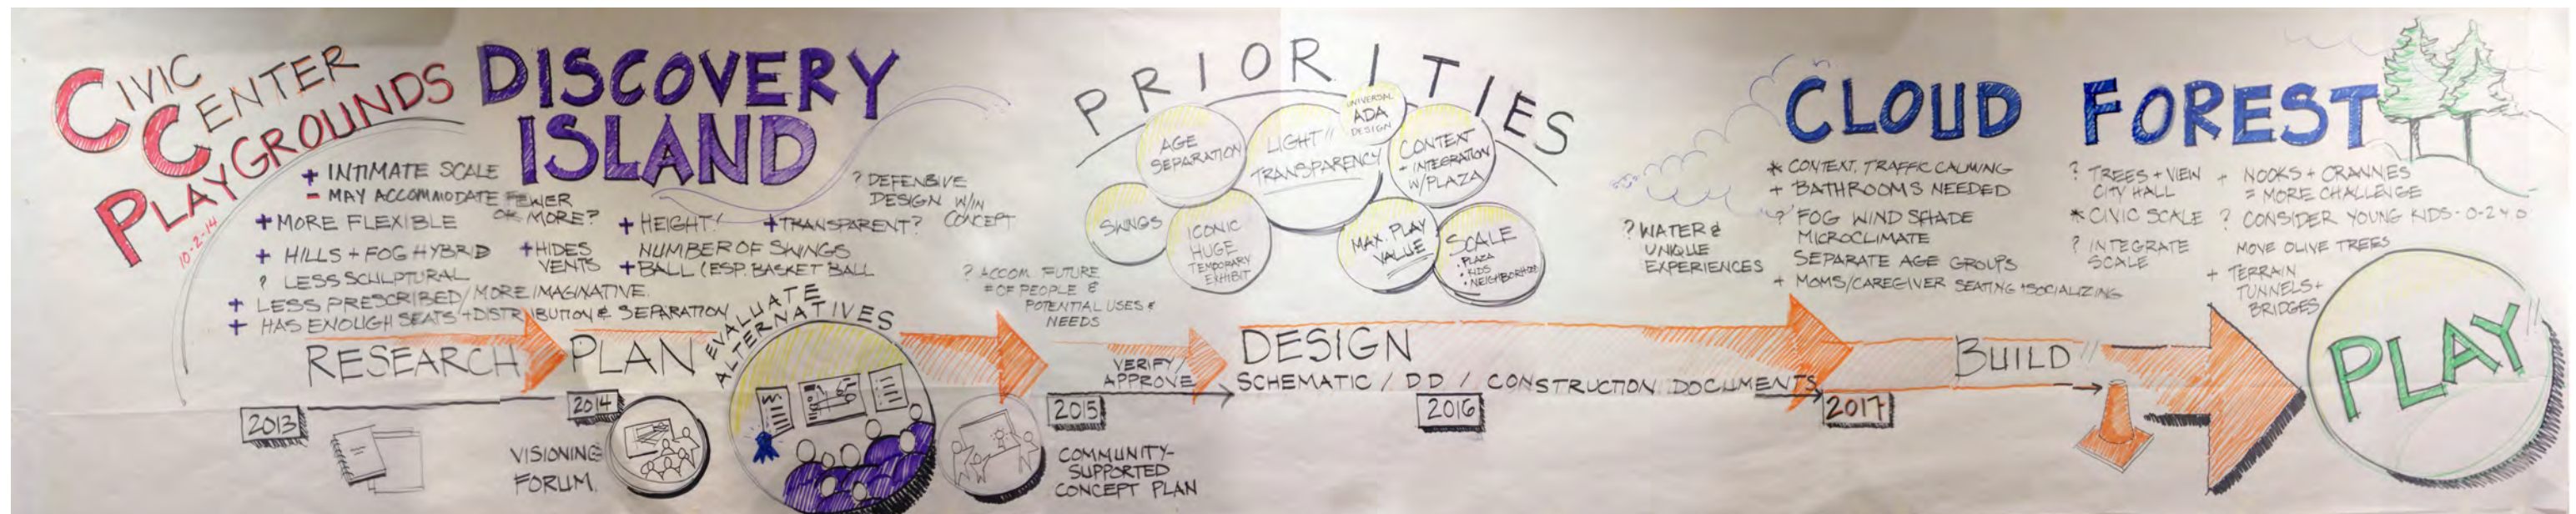 CIVIC
CENTER
PLAYGROUNDS
10-2-14
DISCOVERY
ISLAND
+ INTIMATE SCALE
- MAY ACCOMMODATE FEWER
OR MORE?
+ MORE FLEXIBLE
+ HILLS + FOG HYBRID
+ HIDES
VENTS
? LESS SCULPTURAL
+ LESS PRESCRIBED/MORE IMAGINATIVE.
+ HAS ENOUGH SEATS + DISTRIBUTION & SEPARATION
+ HEIGHT!
+ TRANSPARENT?
NUMBER OF SWINGS
+ BALL (ESP. BASKET BALL
? DEFENSIVE
DESIGN W/IN
CONCEPT
? ACCOM FUTURE
# OF PEOPLE &
POTENTIAL USES &
NEEDS
PRIORITIES
AGE
SEPARATION
LIGHT
TRANSPARENCY
UNIVERSAL
ADA
DESIGN
CONTEXT
+ INTEGRATION
W/PLAZA
SWINGS
ICONIC
HUGE
TEMPORARY
EXHIBIT
MAX. PLAY
VALUE
SCALE
• PLAZA
• KIDS
• NEIGHBORHOOD
CLOUD FOREST
? WATER &
UNIQUE
EXPERIENCES
* CONTEXT, TRAFFIC CALMING
+ BATHROOMS NEEDED
? FOG WIND SHADE
MICROCLIMATE
SEPARATE AGE GROUPS
+ MOMS/CAREGIVER SEATING + SOCIALIZING
? TREES + VIEW
CITY HALL
* CIVIC SCALE
? INTEGRATE
SCALE
+ NOOKS + CRANNIES
= MORE CHALLENGE
? CONSIDER YOUNG KIDS - 0-2 Y.O
MOVE OLIVE TREES
+ TERRAIN
TUNNELS +
BRIDGES
RESEARCH
PLAN
EVALUATE
ALTERNATIVES
VERIFY/
APPROVE
DESIGN
SCHEMATIC / DD / CONSTRUCTION DOCUMENTS
BUILD
PLAY
2013
2014
2015
2016
2017
VISIONING
FORUM
COMMUNITY-
SUPPORTED
CONCEPT PLAN